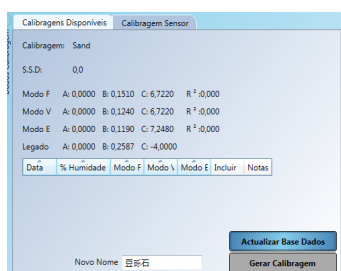 Calibragens Disponíveis Calibragem Sensor
Calibragem: Sand
S.S.D: 0,0
Modo F A: 0,0000 B: 0,1510 C: 6,7220 R ² :0,000
Modo V A: 0,0000 B: 0,1240 C: 6,7220 R ² :0,000
Modo E A: 0,0000 B: 0,1190 C: 7,2480 R ² :0,000
Legado A: 0,0000 B: 0,2587 C: -4,0000
Data % Humidade Modo F Modo V Modo E Incluir Notas
Actualizar Base Dados
Novo Nome 豆砾石 Gerar Calibragem